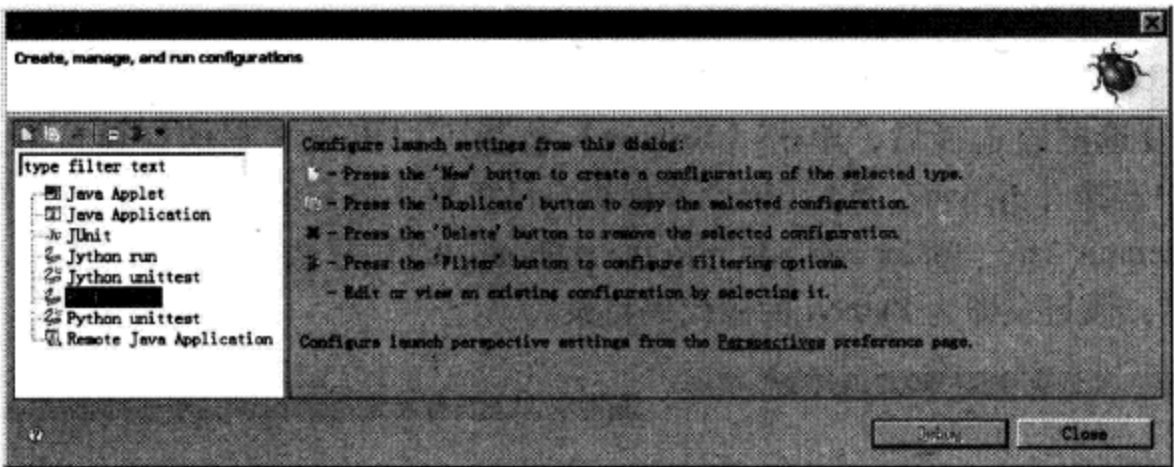 Create, manage, and run configurations
type filter text
Java Applet
Java Application
Ju JUnit
Jython run
Jython unittest
Python unittest
Remote Java Application
Configure launch settings from this dialog:
- Press the 'New' button to create a configuration of the selected type.
- Press the 'Duplicate' button to copy the selected configuration.
- Press the 'Delete' button to remove the selected configuration.
- Press the 'Filter' button to configure filtering options.
- Edit or view an existing configuration by selecting it.
Configure launch perspective settings from the Perspectives preference page.
Debug
Close